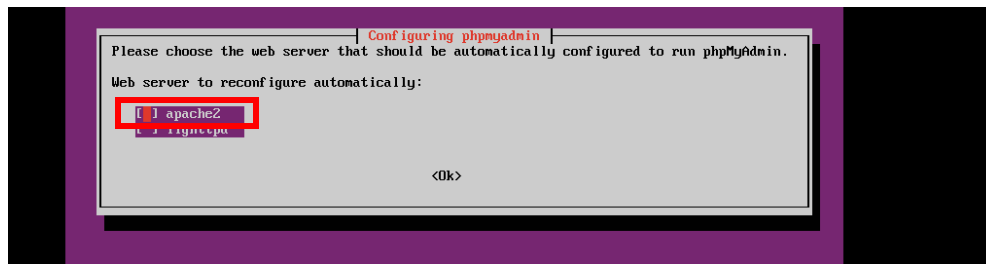 Configuring phpmyadmin
Please choose the web server that should be automatically configured to run phpMyAdmin.
Web server to reconfigure automatically:
[ ] apache2
[ ] lighttpd
<Ok>